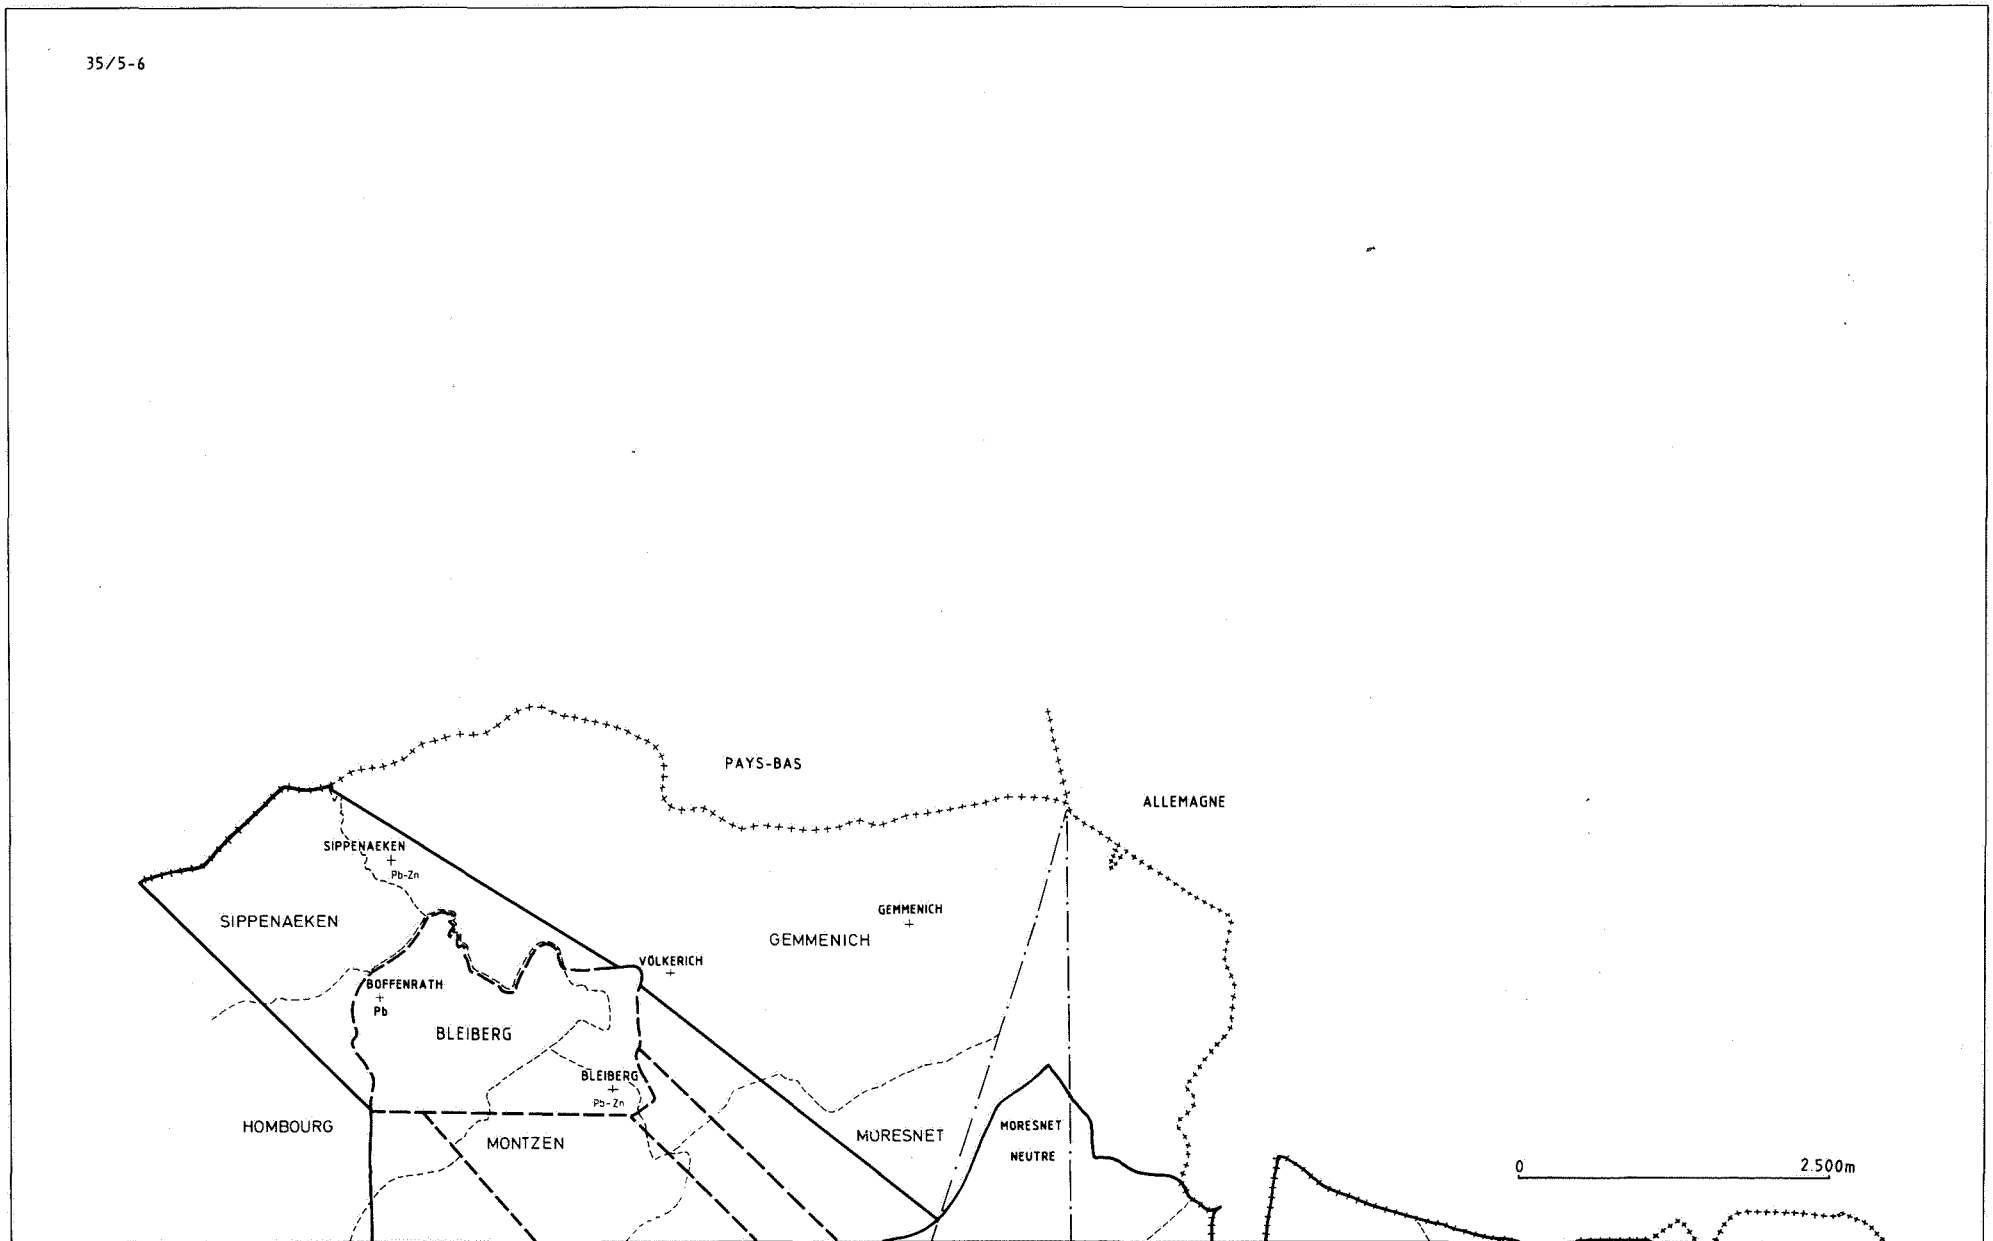 35/5-6
PAYS-BAS
ALLEMAGNE
SIPPENAEKEN
Pb-Zn
SIPPENAEKEN
GEMMENICH
GEMMENICH
VÖLKERICH
BOFFENRATH
Pb
BLEIBERG
BLEIBERG
Pb-Zn
HOMBOURG
MONTZEN
MORESNET
MORESNET
NEUTRE
0 2.500m